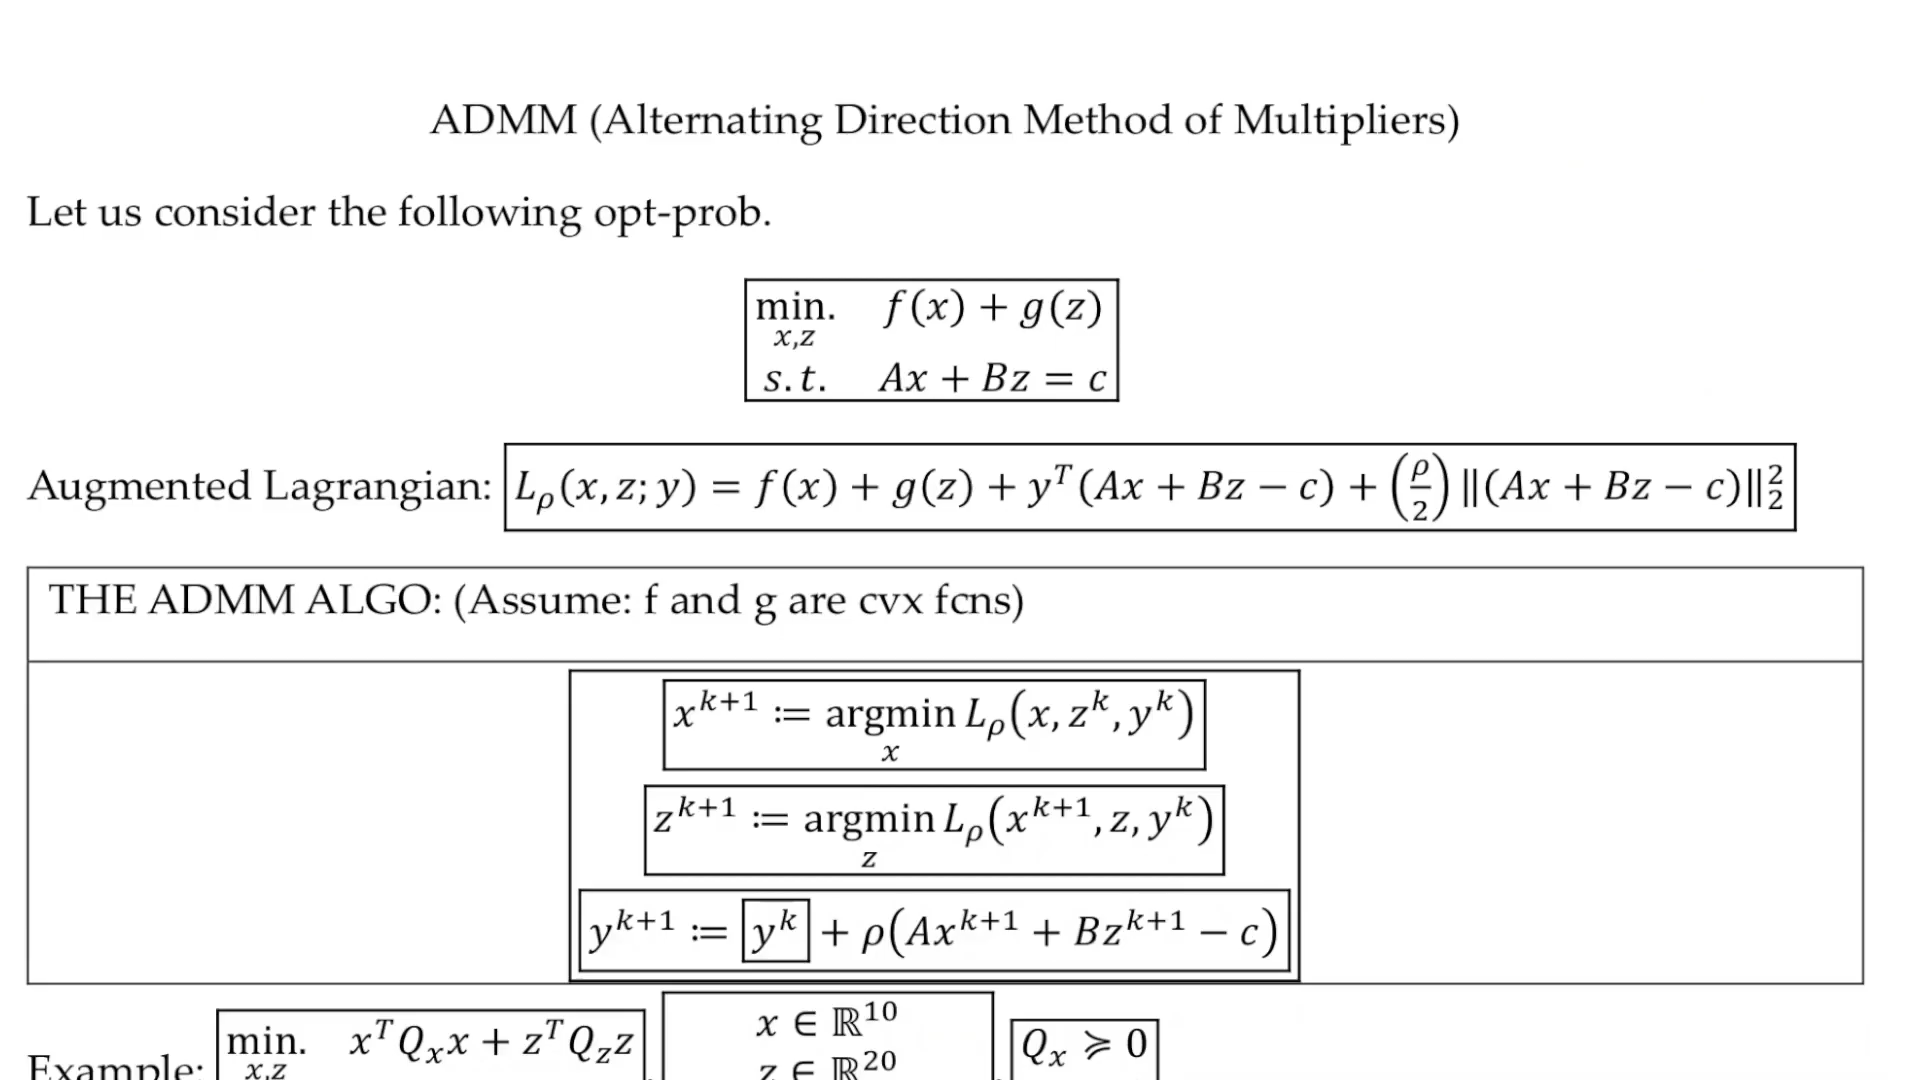 ADMM (Alternating Direction Method of Multipliers)
Let us consider the following opt-prob.
min. f(x) + g(z)
x,z
s.t. Ax + Bz = c
Augmented Lagrangian: L_ρ(x, z; y) = f(x) + g(z) + y^T(Ax + Bz − c) + (ρ/2) ‖(Ax + Bz − c)‖_2^2
THE ADMM ALGO: (Assume: f and g are cvx fcns)
x^{k+1} ≔ argmin L_ρ(x, z^k, y^k)
x
z^{k+1} ≔ argmin L_ρ(x^{k+1}, z, y^k)
z
y^{k+1} ≔ y^k + ρ(Ax^{k+1} + Bz^{k+1} − c)
Example: min. x^T Q_x x + z^T Q_z z , x ∈ ℝ^{10} , Q_x ≽ 0
x,z z ∈ ℝ^{20}